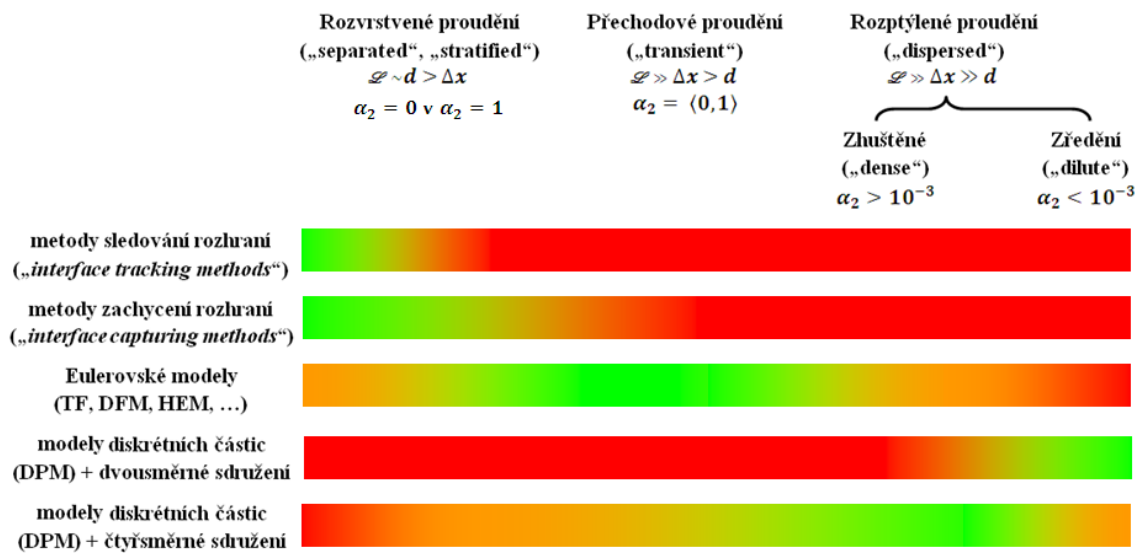 Rozvrstvené proudění
(„separated“, „stratified“)
ℒ ~d > Δx
α₂ = 0 v α₂ = 1
Přechodové proudění
(„transient“)
ℒ ≫ Δx > d
α₂ = ⟨0,1⟩
Rozptýlené proudění
(„dispersed“)
ℒ ≫ Δx ≫ d
Zhuštěné
(„dense“)
α₂ > 10⁻³
Zředění
(„dilute“)
α₂ < 10⁻³
metody sledování rozhraní
(„interface tracking methods“)
metody zachycení rozhraní
(„interface capturing methods“)
Eulerovské modely
(TF, DFM, HEM, …)
modely diskrétních částic
(DPM) + dvousměrné sdružení
modely diskrétních částic
(DPM) + čtyřsměrné sdružení